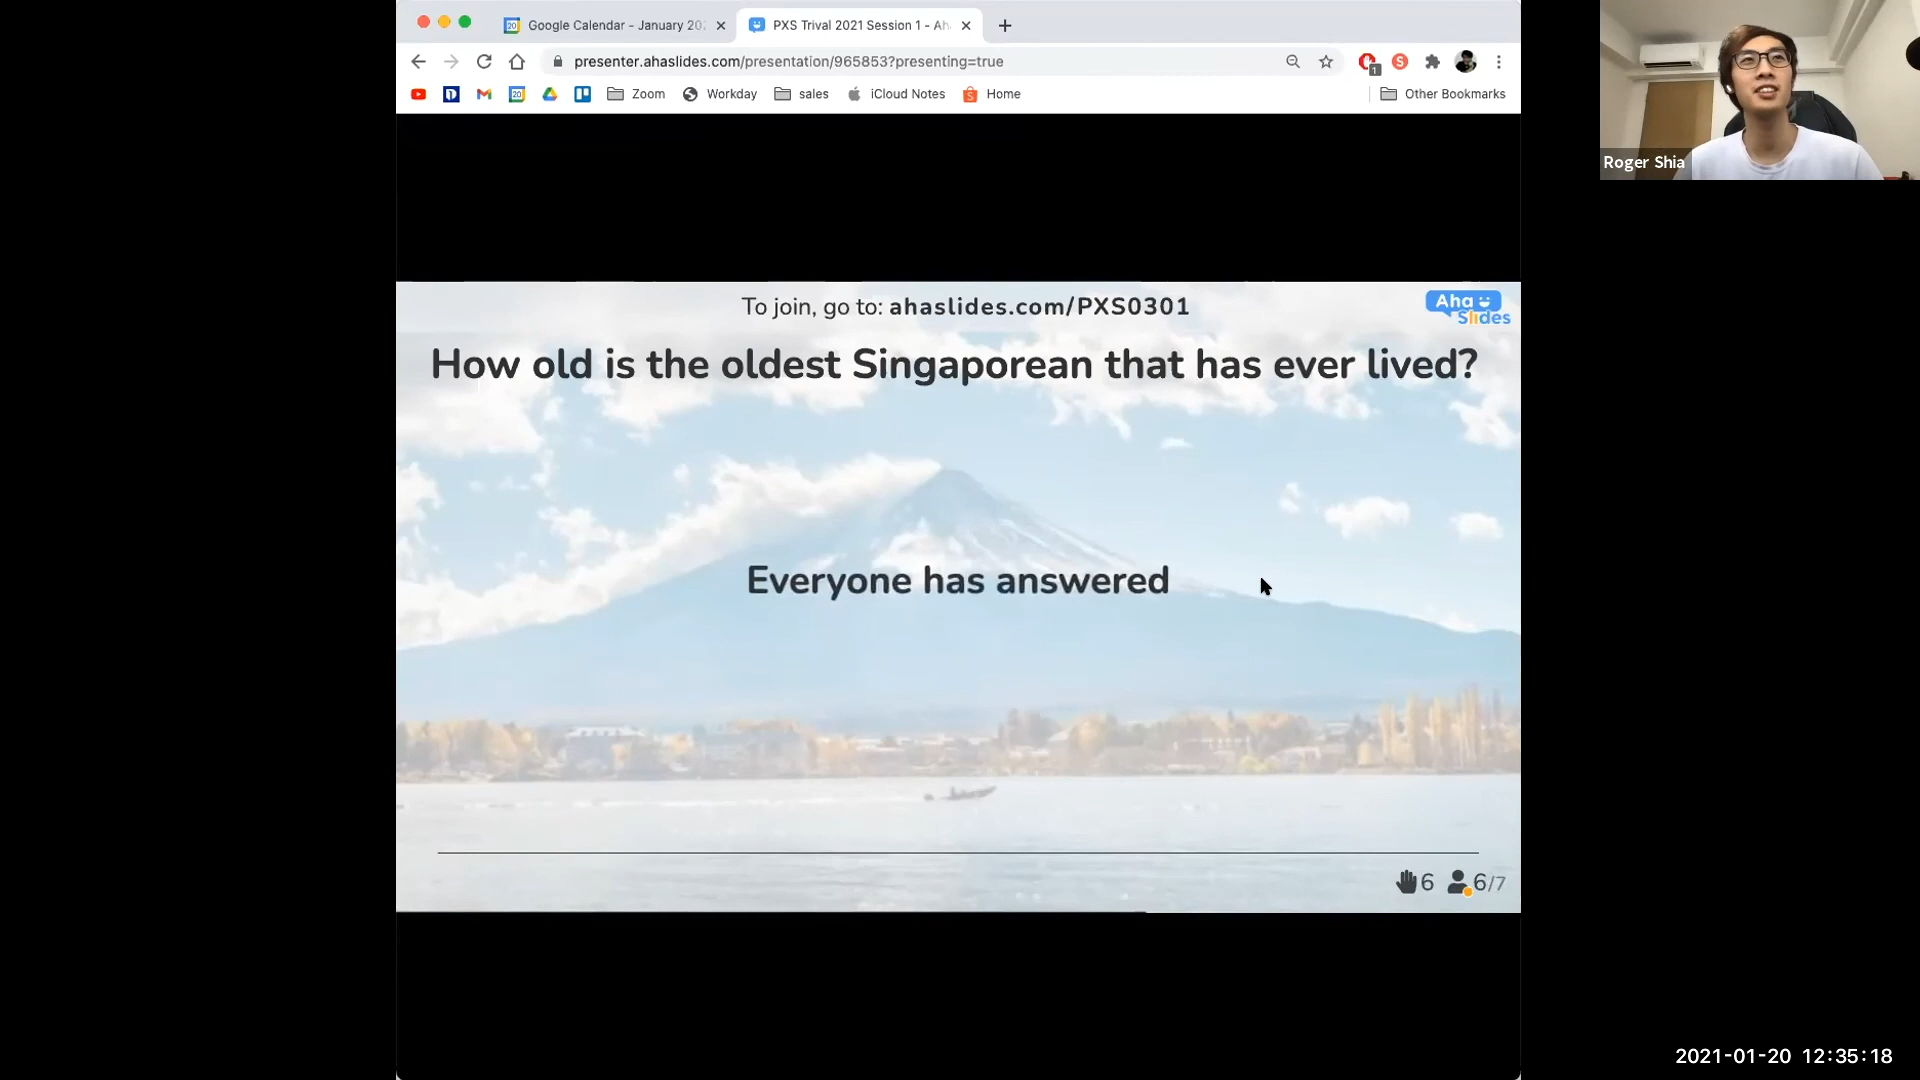 Google Calendar - January 20
PXS Trival 2021 Session 1 - Ah
presenter.ahaslides.com/presentation/965853?presenting=true
1
S
20
Zoom
Workday
sales
iCloud Notes
Home
Other Bookmarks
Roger Shia
To join, go to: ahaslides.com/PXS0301
Aha
Slides
How old is the oldest Singaporean that has ever lived?
Everyone has answered
6 6/7
2021-01-20 12:35:18